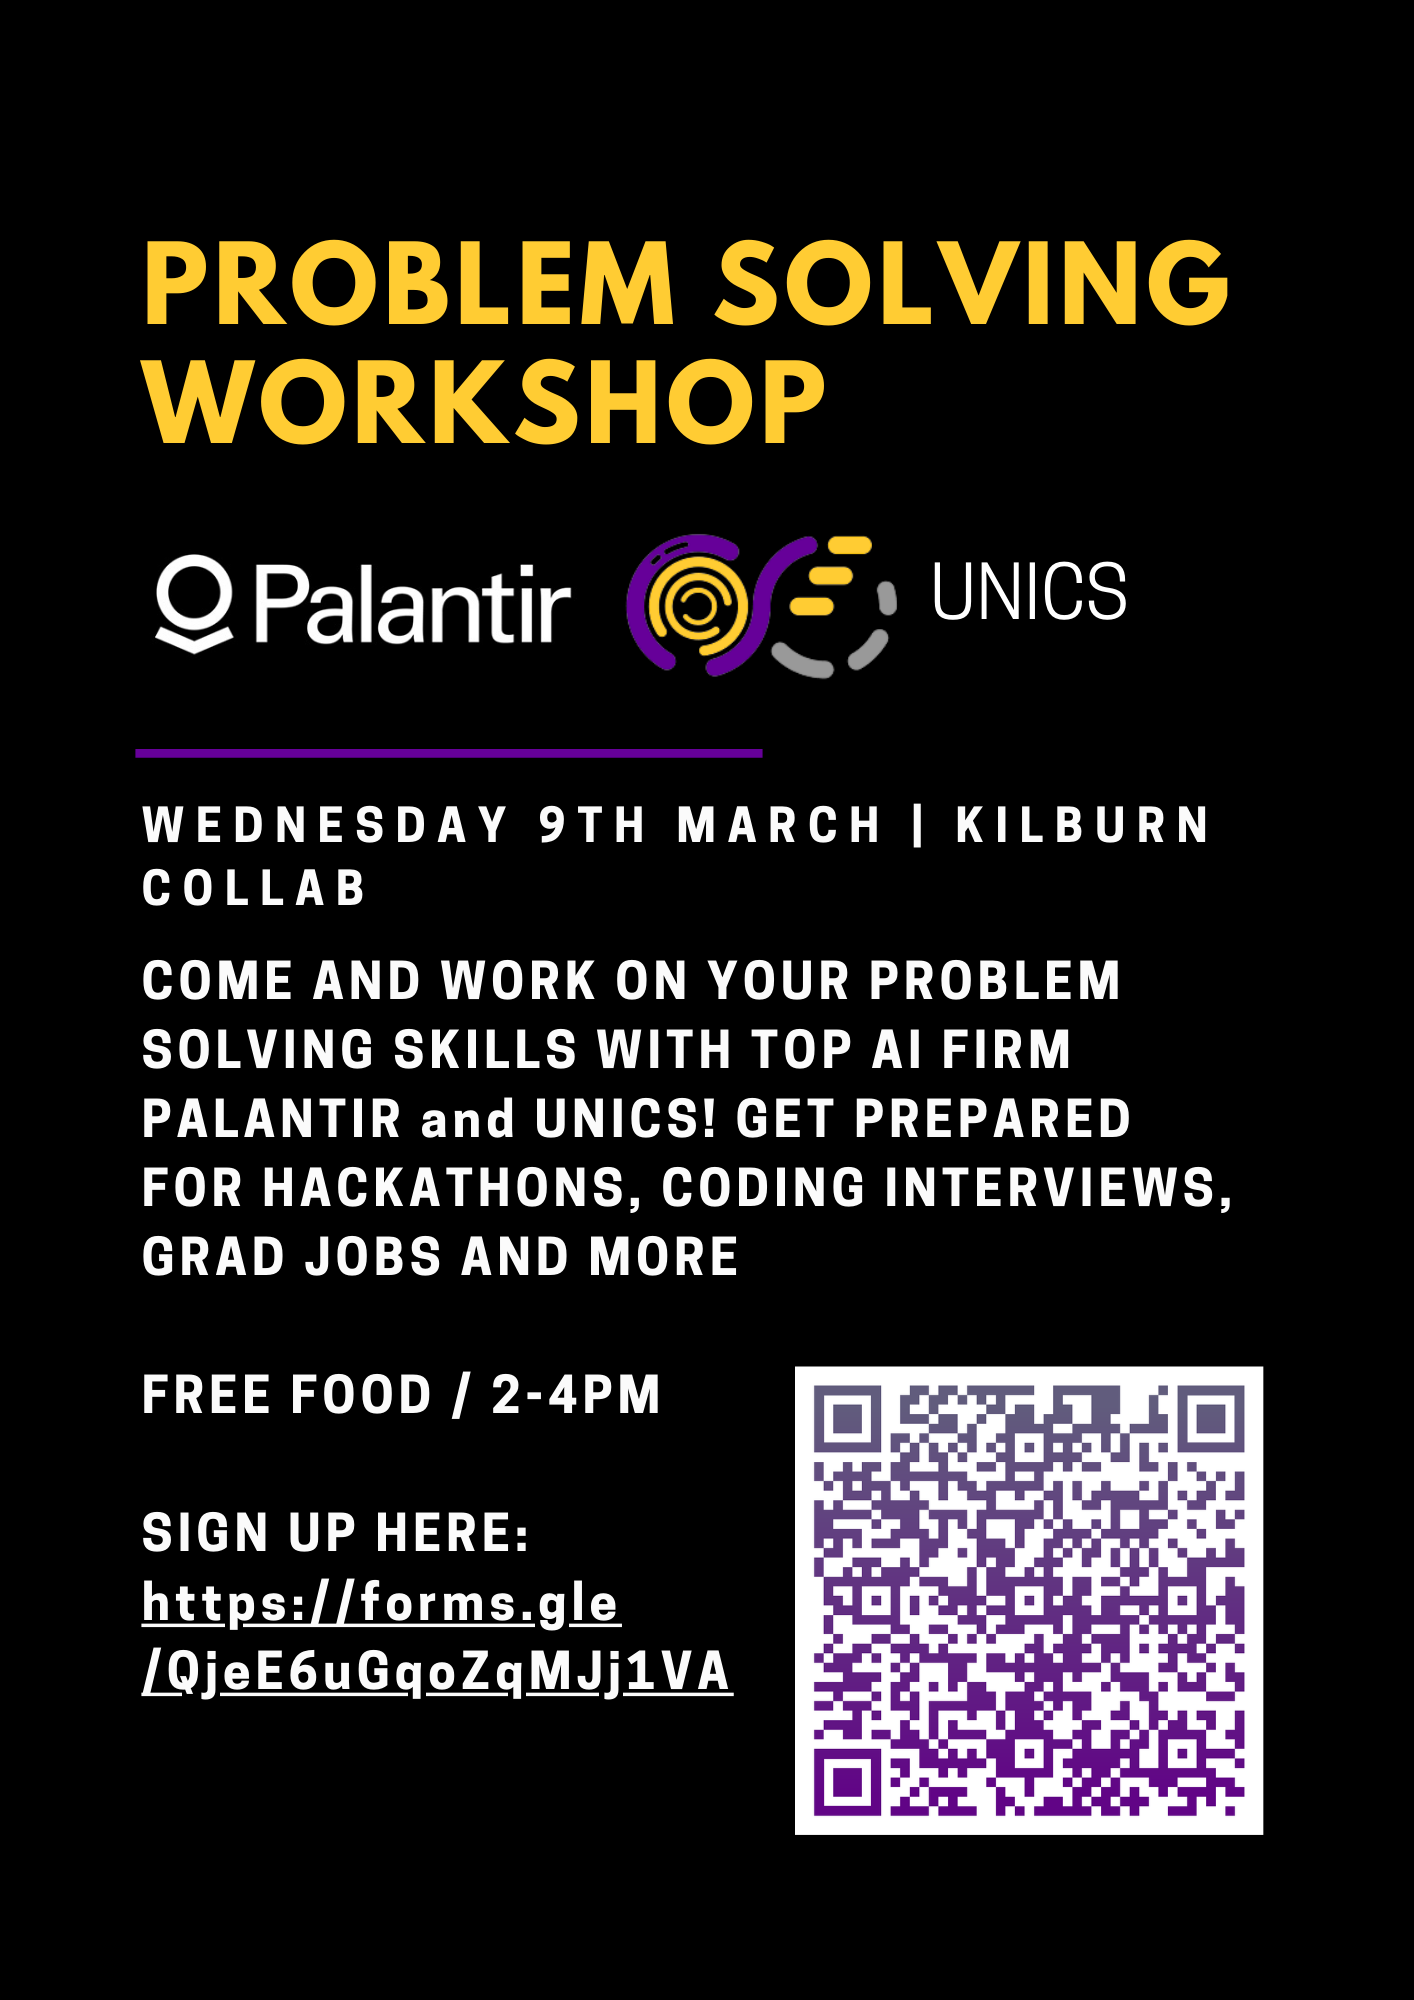 PROBLEM SOLVING
WORKSHOP
Palantir
UNICS
WEDNESDAY 9TH MARCH | KILBURN
COLLAB
COME AND WORK ON YOUR PROBLEM
SOLVING SKILLS WITH TOP AI FIRM
PALANTIR and UNICS! GET PREPARED
FOR HACKATHONS, CODING INTERVIEWS,
GRAD JOBS AND MORE
FREE FOOD / 2-4PM
SIGN UP HERE:
https://forms.gle
/QjeE6uGqoZqMJj1VA